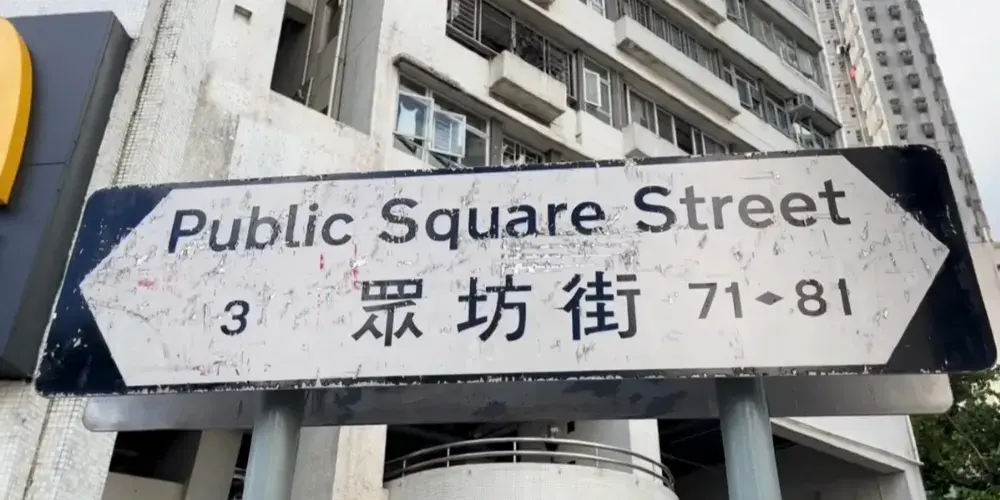 Public Square Street
3 眾坊街 71-81